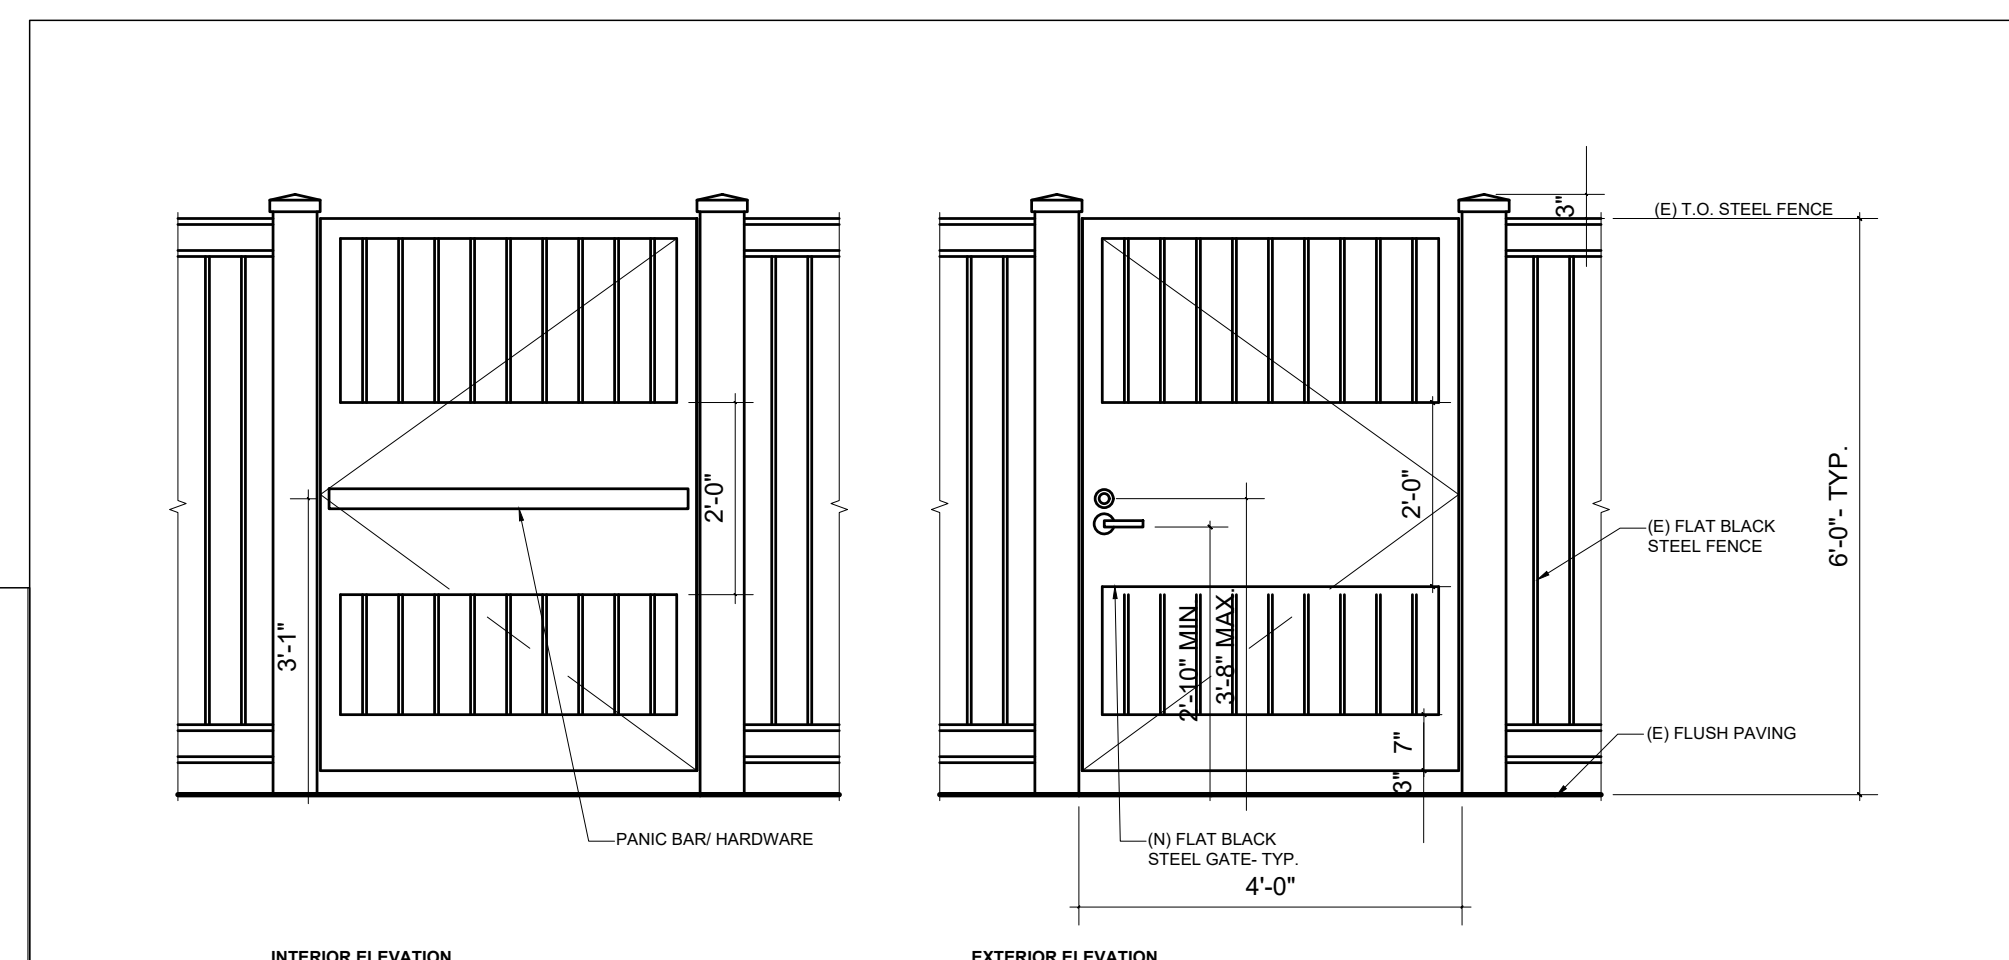 3"
(E) T.O. STEEL FENCE
2'-0"
3'-1"
PANIC BAR/ HARDWARE
2'-0"
2'-10" MIN.
3'-8" MAX.
7"
3"
6'-0"- TYP.
(E) FLAT BLACK
STEEL FENCE
(E) FLUSH PAVING
(N) FLAT BLACK
STEEL GATE- TYP.
4'-0"
INTERIOR ELEVATION
EXTERIOR ELEVATION